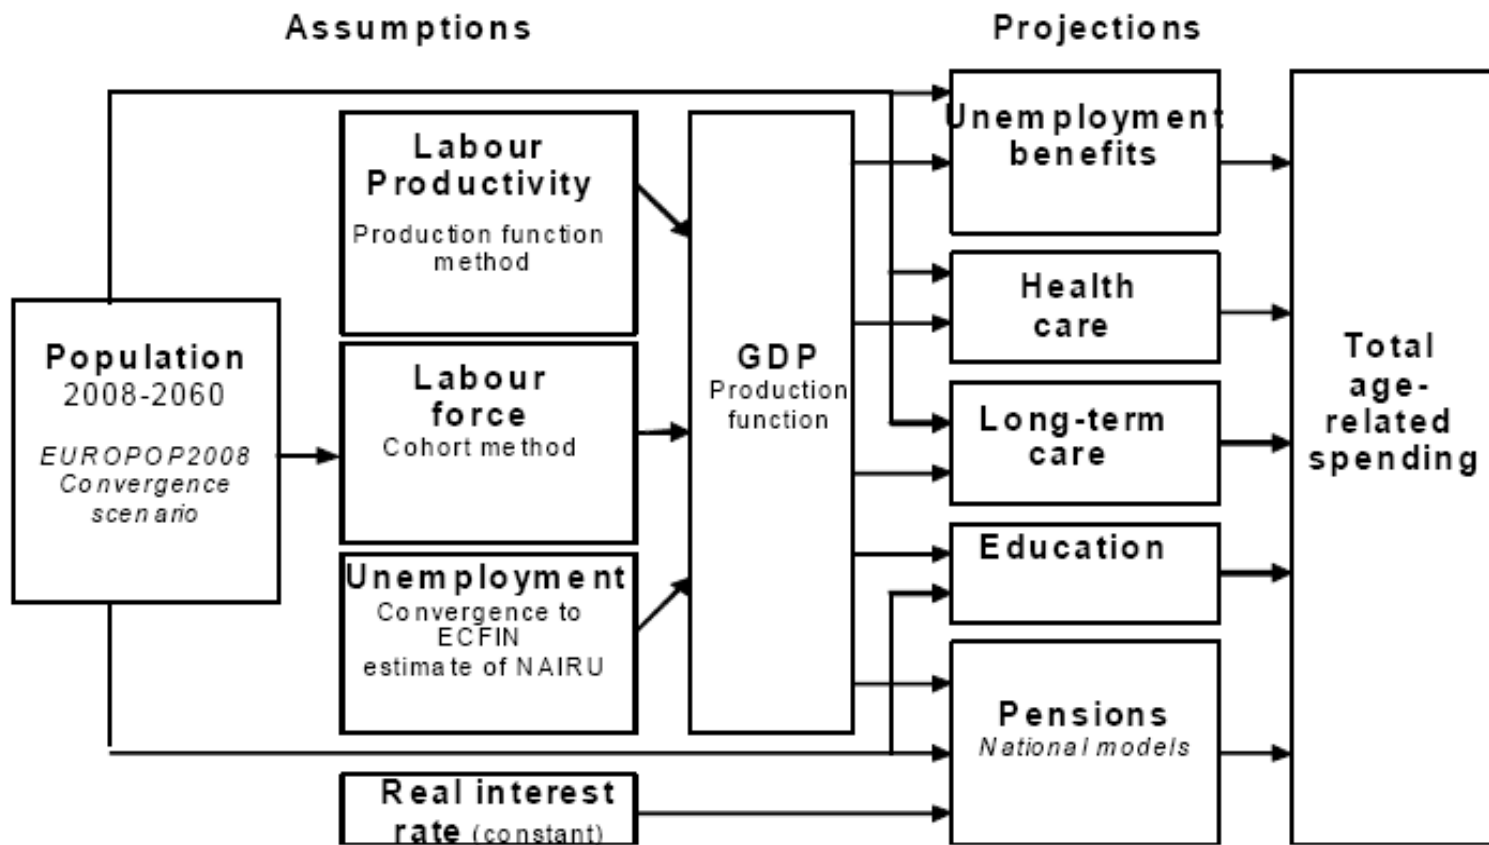 Assumptions
Projections
Population
2008-2060
EUROPOP2008
Convergence
scenario
Labour
Productivity
Production function
method
Labour
force
Cohort method
Unemployment
Convergence to
ECFIN
estimate of NAIRU
Real interest
rate (constant)
GDP
Production
function
Unemployment
benefits
Health
care
Long-term
care
Education
Pensions
National models
Total
age-
related
spending